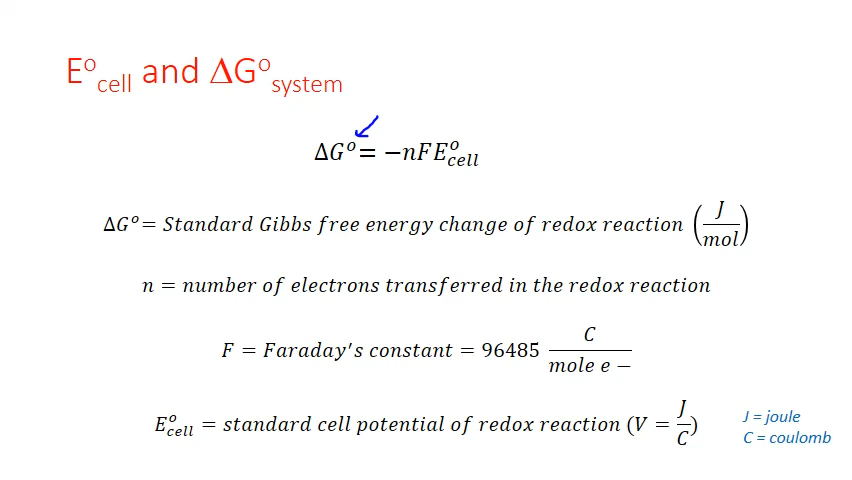 E°cell and ΔG°system
ΔG° = −nFE°cell
ΔG° = Standard Gibbs free energy change of redox reaction (J/mol)
n = number of electrons transferred in the redox reaction
F = Faraday's constant = 96485 C/mole e −
E°cell = standard cell potential of redox reaction (V = J/C)
J = joule
C = coulomb